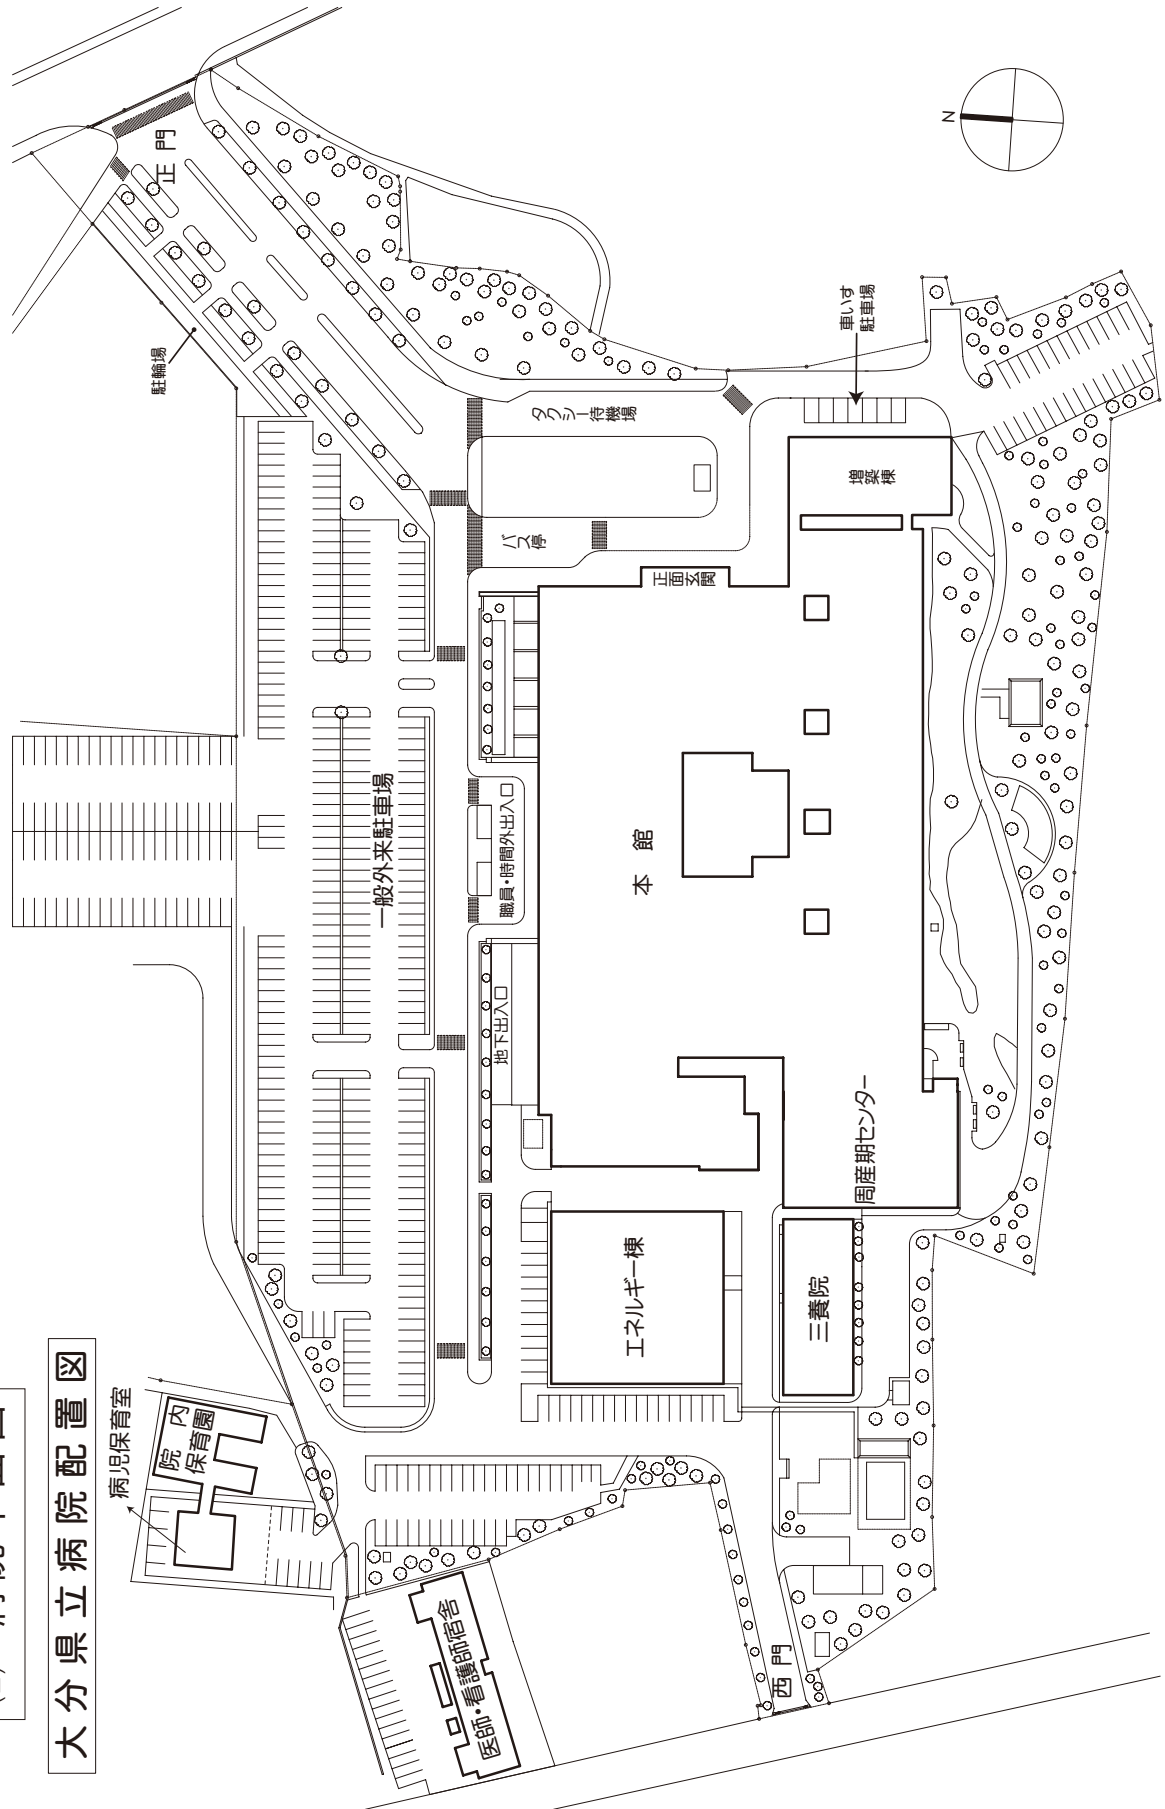 大分県立病院配置図
正門
駐輪場
N
車いす
駐車場
タクシー待機場
バス停
増築棟
正面玄関
一般外来駐車場
職員・時間外出入口
本館
地下出入口
周産期センター
エネルギー棟
三養院
病児保育室
院内
保育園
医師・看護師宿舎
西門